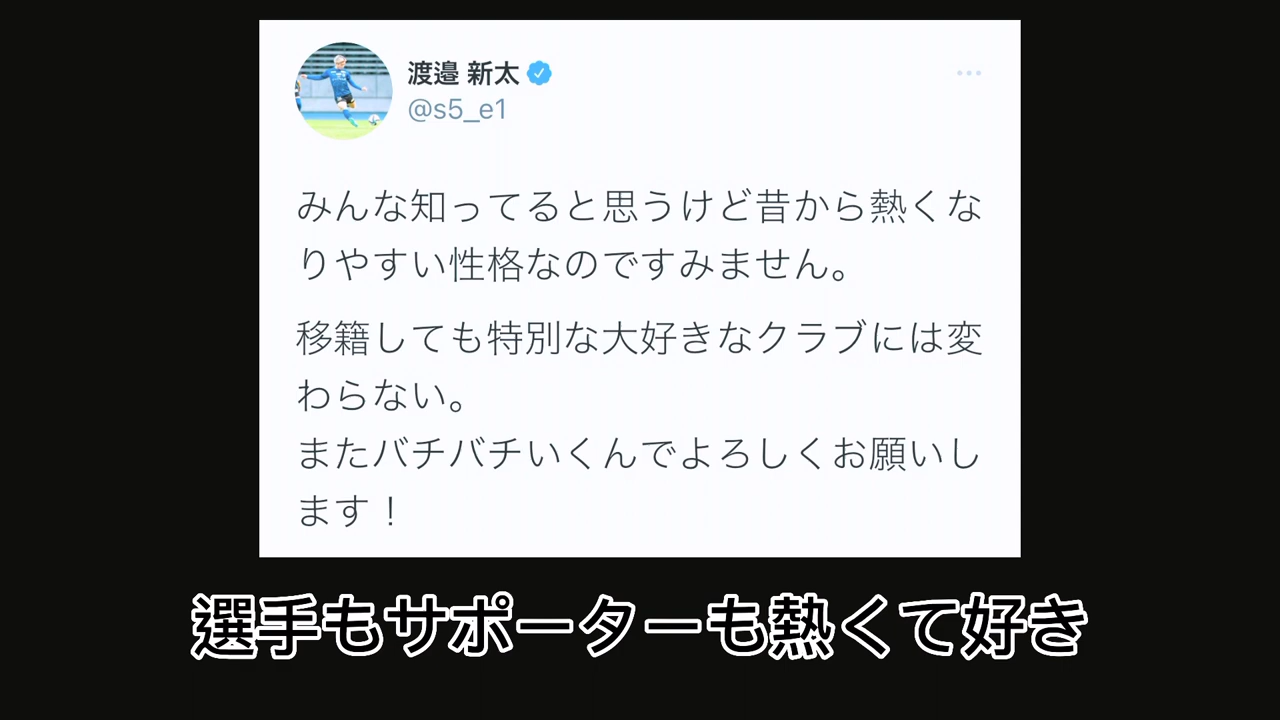 渡邉 新太
@s5_e1
みんな知ってると思うけど昔から熱くな
りやすい性格なのですみません。
移籍しても特別な大好きなクラブには変
わらない。
またバチバチいくんでよろしくお願いし
ます！
選手もサポーターも熱くて好き